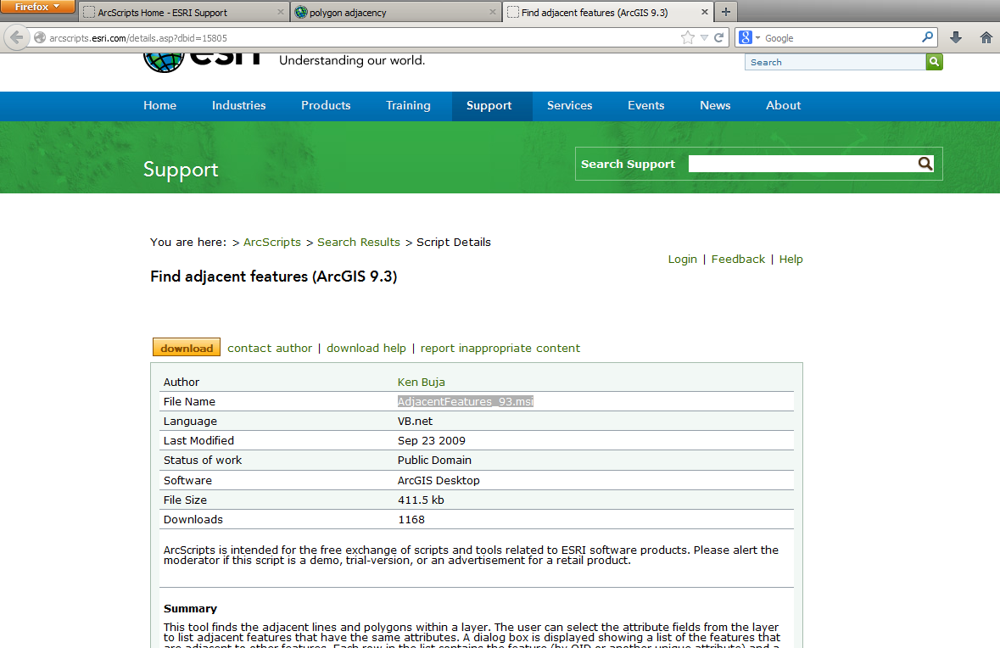 Firefox
ArcScripts Home - ESRI Support
polygon adjacency
Find adjacent features (ArcGIS 9.3)
arcscripts.esri.com/details.asp?dbid=15805
Google
esri
Understanding our world.
Search
Home Industries Products Training Support Services Events News About
Support
Search Support
You are here: > ArcScripts > Search Results > Script Details
Login | Feedback | Help
Find adjacent features (ArcGIS 9.3)
download contact author | download help | report inappropriate content
Author Ken Buja
File Name AdjacentFeatures_93.msi
Language VB.net
Last Modified Sep 23 2009
Status of work Public Domain
Software ArcGIS Desktop
File Size 411.5 kb
Downloads 1168
ArcScripts is intended for the free exchange of scripts and tools related to ESRI software products. Please alert the
moderator if this script is a demo, trial-version, or an advertisement for a retail product.
Summary
This tool finds the adjacent lines and polygons within a layer. The user can select the attribute fields from the layer
to list adjacent features that have the same attributes. A dialog box is displayed showing a list of the features that
are adjacent to other features. Each row in the list contains the feature (by OID or another unique attribute) and a